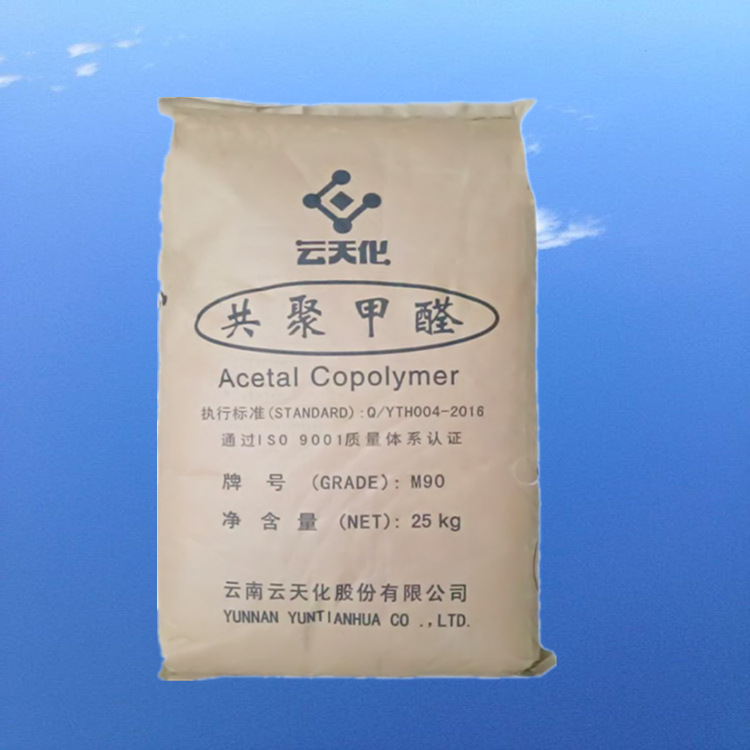 云天化
共聚甲醛
Acetal Copolymer
执行标准(STANDARD):Q/YTH004-2016
通过ISO 9001质量体系认证
牌 号 (GRADE): M90
净 含 量 (NET): 25kg
云南云天化股份有限公司
YUNNAN YUNTIANHUA CO .,LTD.